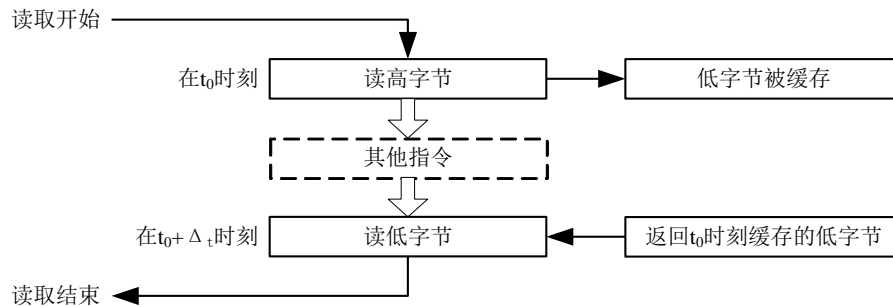 读取开始
在t₀时刻
读高字节
低字节被缓存
其他指令
在t₀+Δₜ时刻
读低字节
返回t₀时刻缓存的低字节
读取结束